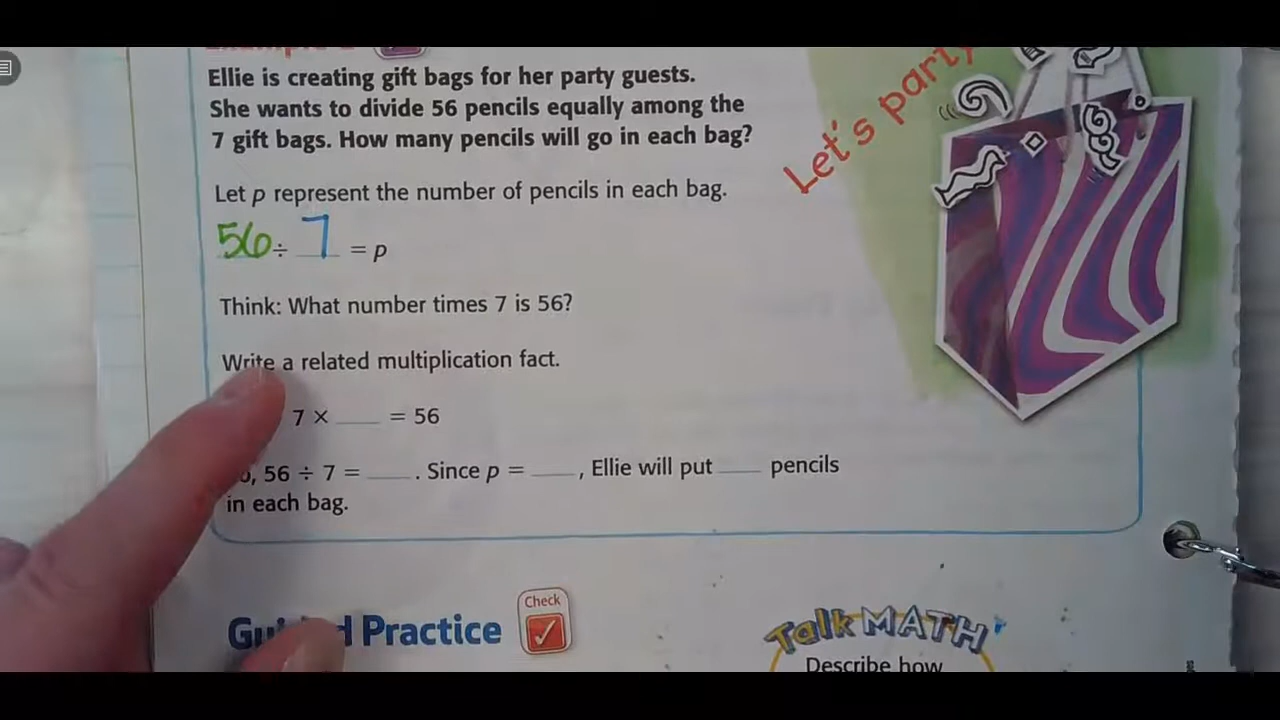 Ellie is creating gift bags for her party guests.
She wants to divide 56 pencils equally among the
7 gift bags. How many pencils will go in each bag?
Let's party
Let p represent the number of pencils in each bag.
56 ÷ 7 = p
Think: What number times 7 is 56?
Write a related multiplication fact.
7 × ___ = 56
56 ÷ 7 = ___. Since p = ___, Ellie will put ___ pencils
in each bag.
Practice
Check
Talk MATH
Describe how